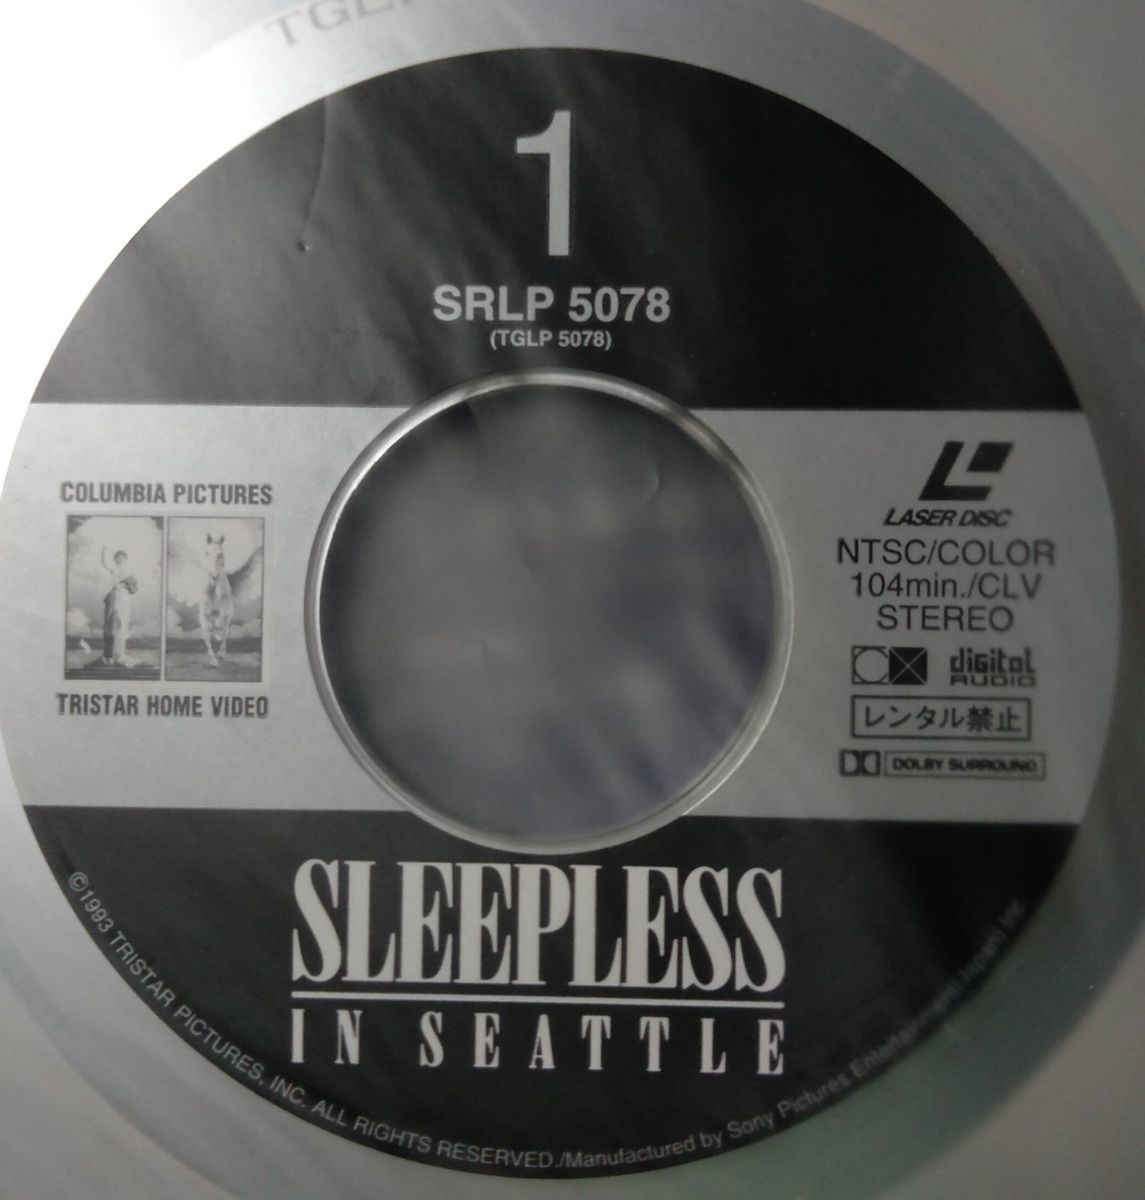 TGL
1
SRLP 5078
(TGLP 5078)
COLUMBIA PICTURES
TRISTAR HOME VIDEO
LASER DISC
NTSC/COLOR
104min./CLV
STEREO
digital
AUDIO
レンタル禁止
DOLBY SURROUND
SLEEPLESS
IN SEATTLE
©1993 TRISTAR PICTURES, INC. ALL RIGHTS RESERVED./Manufactured by Sony Pictures Entertainment (Japan) Inc.